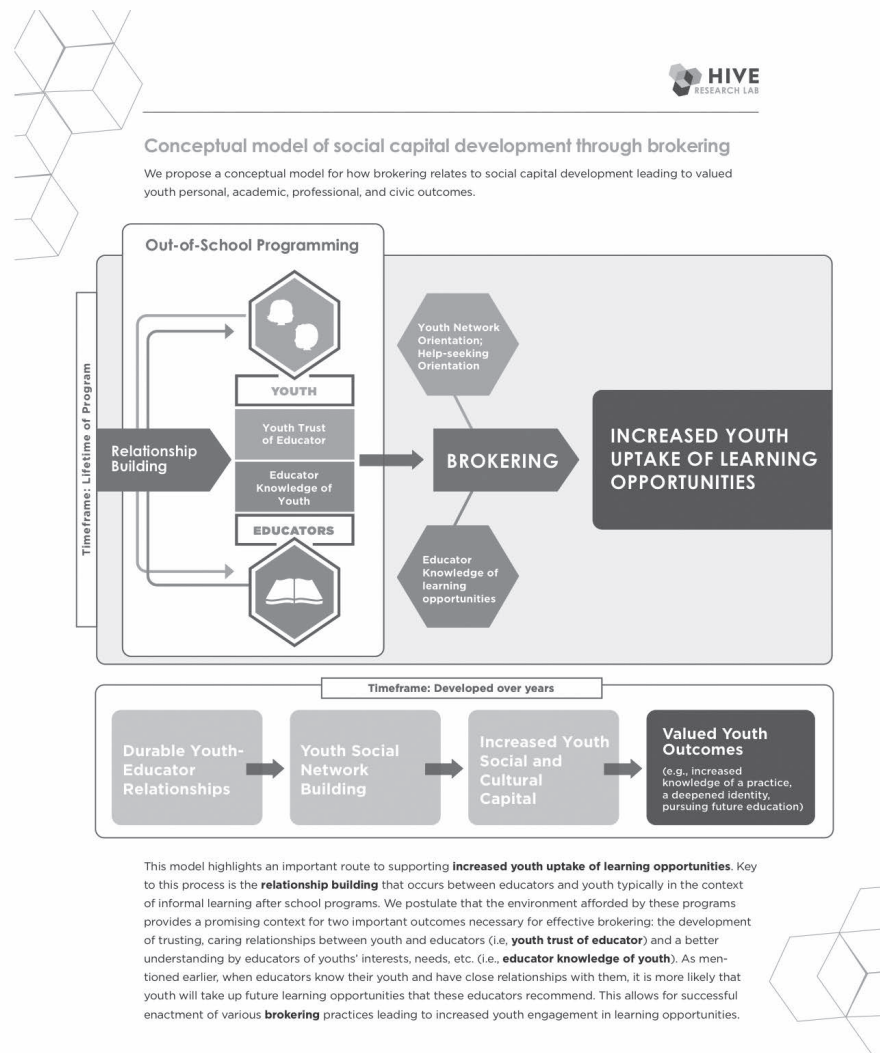 HIVE
RESEARCH LAB
Conceptual model of social capital development through brokering
We propose a conceptual model for how brokering relates to social capital development leading to valued
youth personal, academic, professional, and civic outcomes.
Out-of-School Programming
Timeframe: Lifetime of Program
Relationship
Building
YOUTH
Youth Trust
of Educator
Educator
Knowledge of
Youth
EDUCATORS
Youth Network
Orientation;
Help-seeking
Orientation
BROKERING
Educator
Knowledge of
learning
opportunities
INCREASED YOUTH
UPTAKE OF LEARNING
OPPORTUNITIES
Timeframe: Developed over years
Durable Youth-
Educator
Relationships
Youth Social
Network
Building
Increased Youth
Social and
Cultural
Capital
Valued Youth
Outcomes
(e.g., increased
knowledge of a practice,
a deepened identity,
pursuing future education)
This model highlights an important route to supporting increased youth uptake of learning opportunities. Key
to this process is the relationship building that occurs between educators and youth typically in the context
of informal learning after school programs. We postulate that the environment afforded by these programs
provides a promising context for two important outcomes necessary for effective brokering: the development
of trusting, caring relationships between youth and educators (i.e, youth trust of educator) and a better
understanding by educators of youths' interests, needs, etc. (i.e., educator knowledge of youth). As men-
tioned earlier, when educators know their youth and have close relationships with them, it is more likely that
youth will take up future learning opportunities that these educators recommend. This allows for successful
enactment of various brokering practices leading to increased youth engagement in learning opportunities.